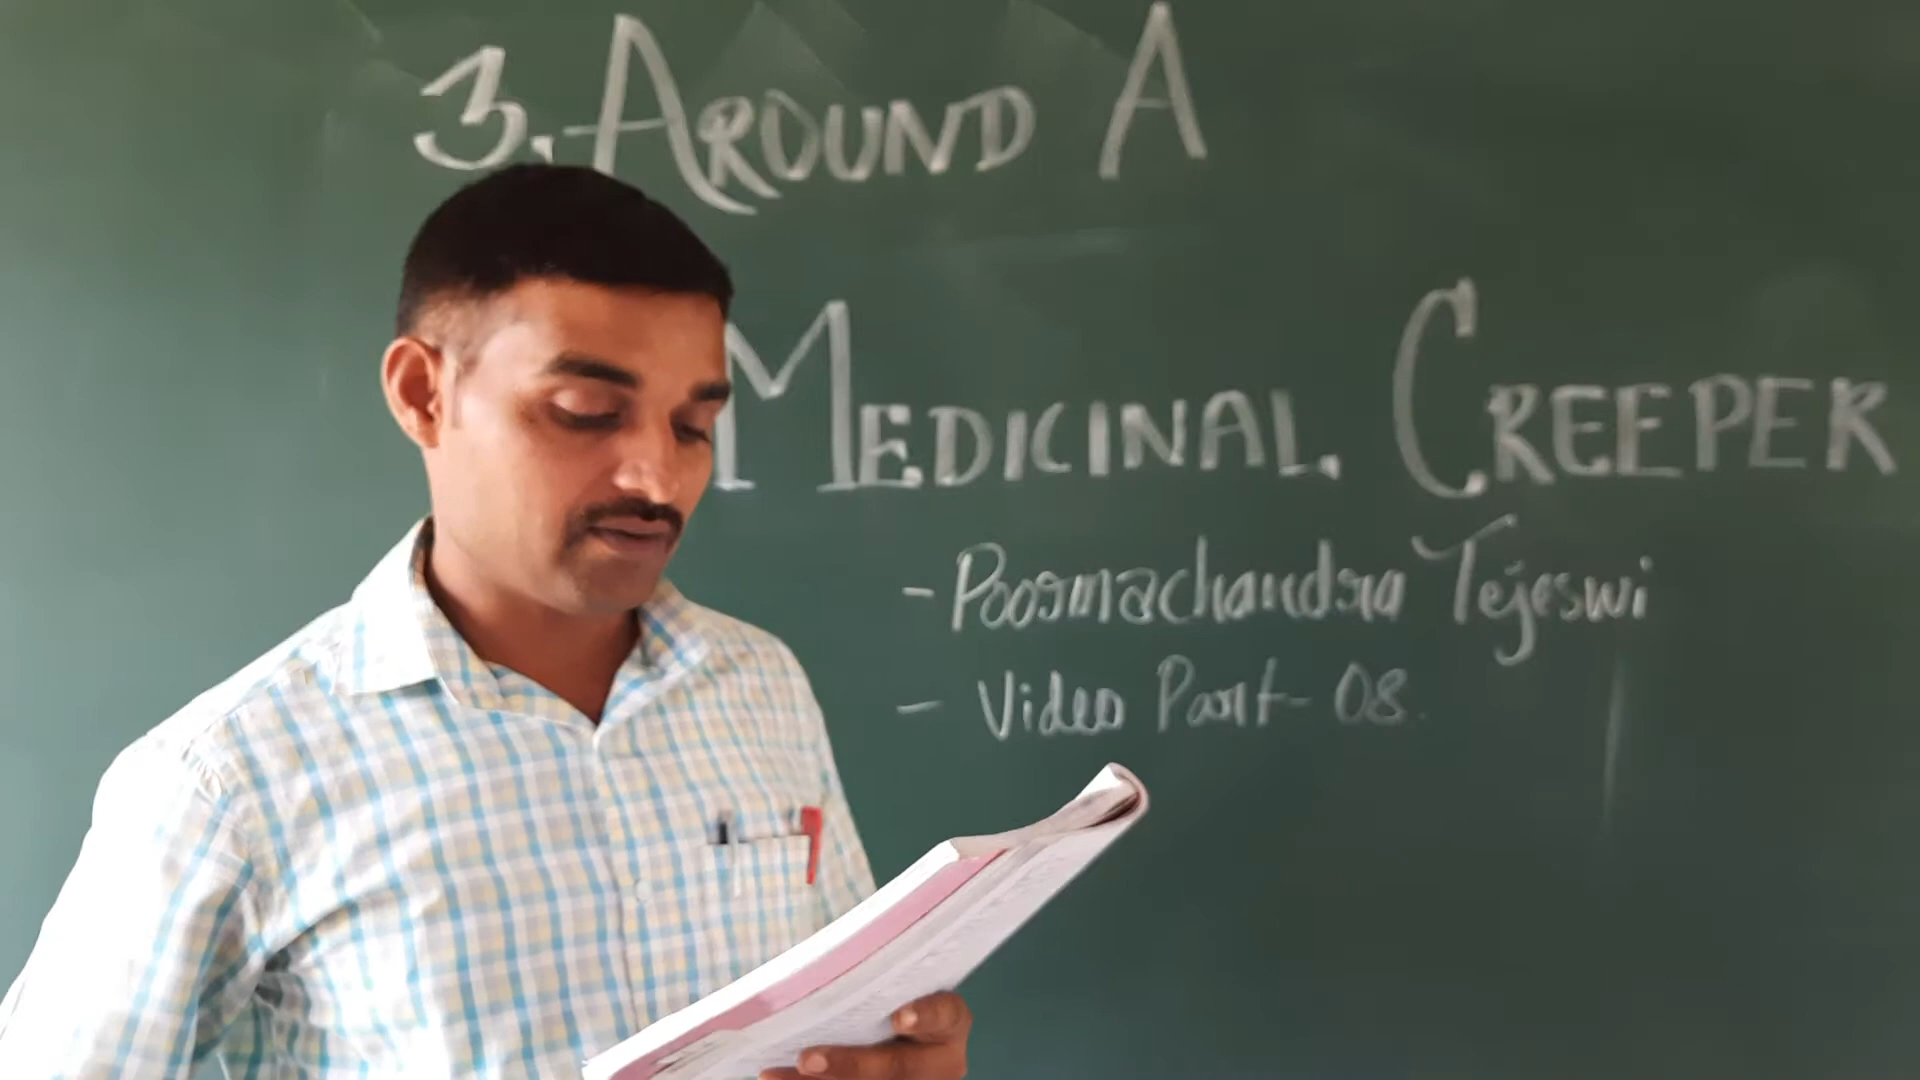 3. AROUND A
MEDICINAL CREEPER
- Poornachandra Tejeswi
- Video Part-08.